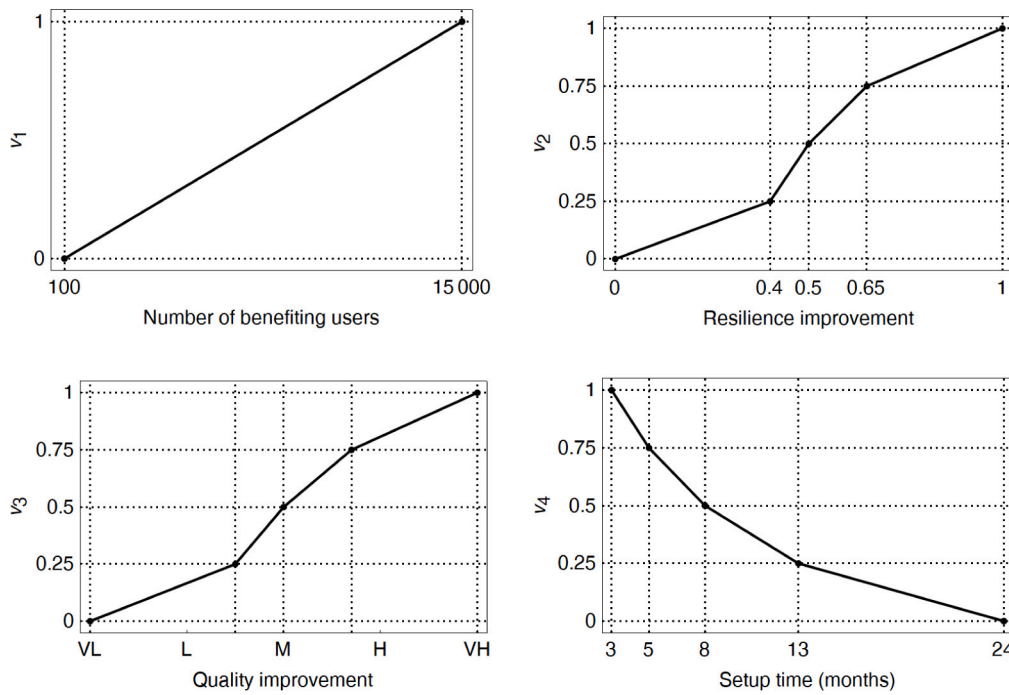 1
v1
0
100
15 000
Number of benefiting users
1
0.75
v2
0.5
0.25
0
0
0.4
0.5
0.65
1
Resilience improvement
1
0.75
v3
0.5
0.25
0
VL
L
M
H
VH
Quality improvement
1
0.75
v4
0.5
0.25
0
3
5
8
13
24
Setup time (months)